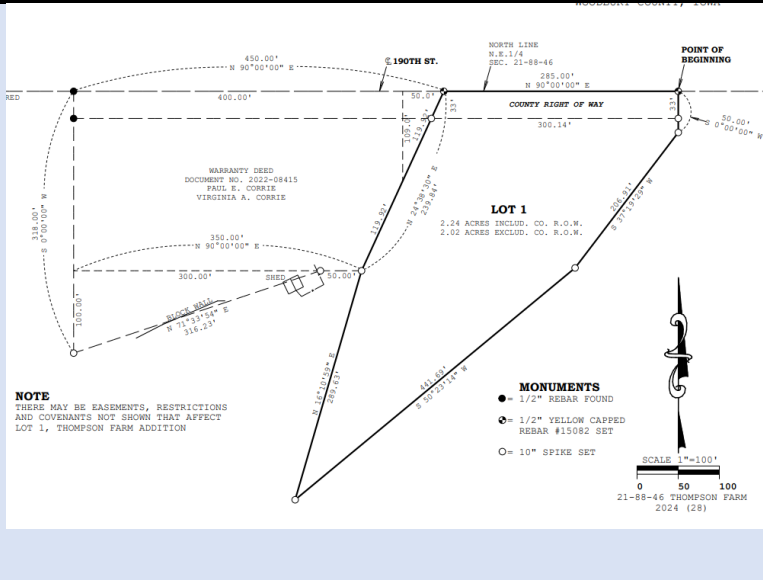 WOODBURY COUNTY, IOWA
450.00'
N 90°00'00" E
℄ 190TH ST.
NORTH LINE
N.E.1/4
SEC. 21-88-46
POINT OF
BEGINNING
285.00'
N 90°00'00" E
RED
400.00'
50.0'
33'
COUNTY RIGHT OF WAY
33'
50.00'
S 0°00'00" W
300.14'
109.0'
119.92'
WARRANTY DEED
DOCUMENT NO. 2022-08415
PAUL E. CORRIE
VIRGINIA A. CORRIE
N 24°38'30" E
239.84'
206.91'
S 37°19'29" W
LOT 1
2.24 ACRES INCLUD. CO. R.O.W.
2.02 ACRES EXCLUD. CO. R.O.W.
318.00'
S 0°00'00" W
119.92'
350.00'
N 90°00'00" E
300.00'
SHED
50.00'
100.00'
BLOCK WALL
N 71°33'54" E
316.23'
N 16°10'59" E
289.63'
441.69'
S 50°23'14" W
NOTE
THERE MAY BE EASEMENTS, RESTRICTIONS
AND COVENANTS NOT SHOWN THAT AFFECT
LOT 1, THOMPSON FARM ADDITION
MONUMENTS
= 1/2" REBAR FOUND
= 1/2" YELLOW CAPPED
REBAR #15082 SET
= 10" SPIKE SET
SCALE 1"=100'
0 50 100
21-88-46 THOMPSON FARM
2024 (28)